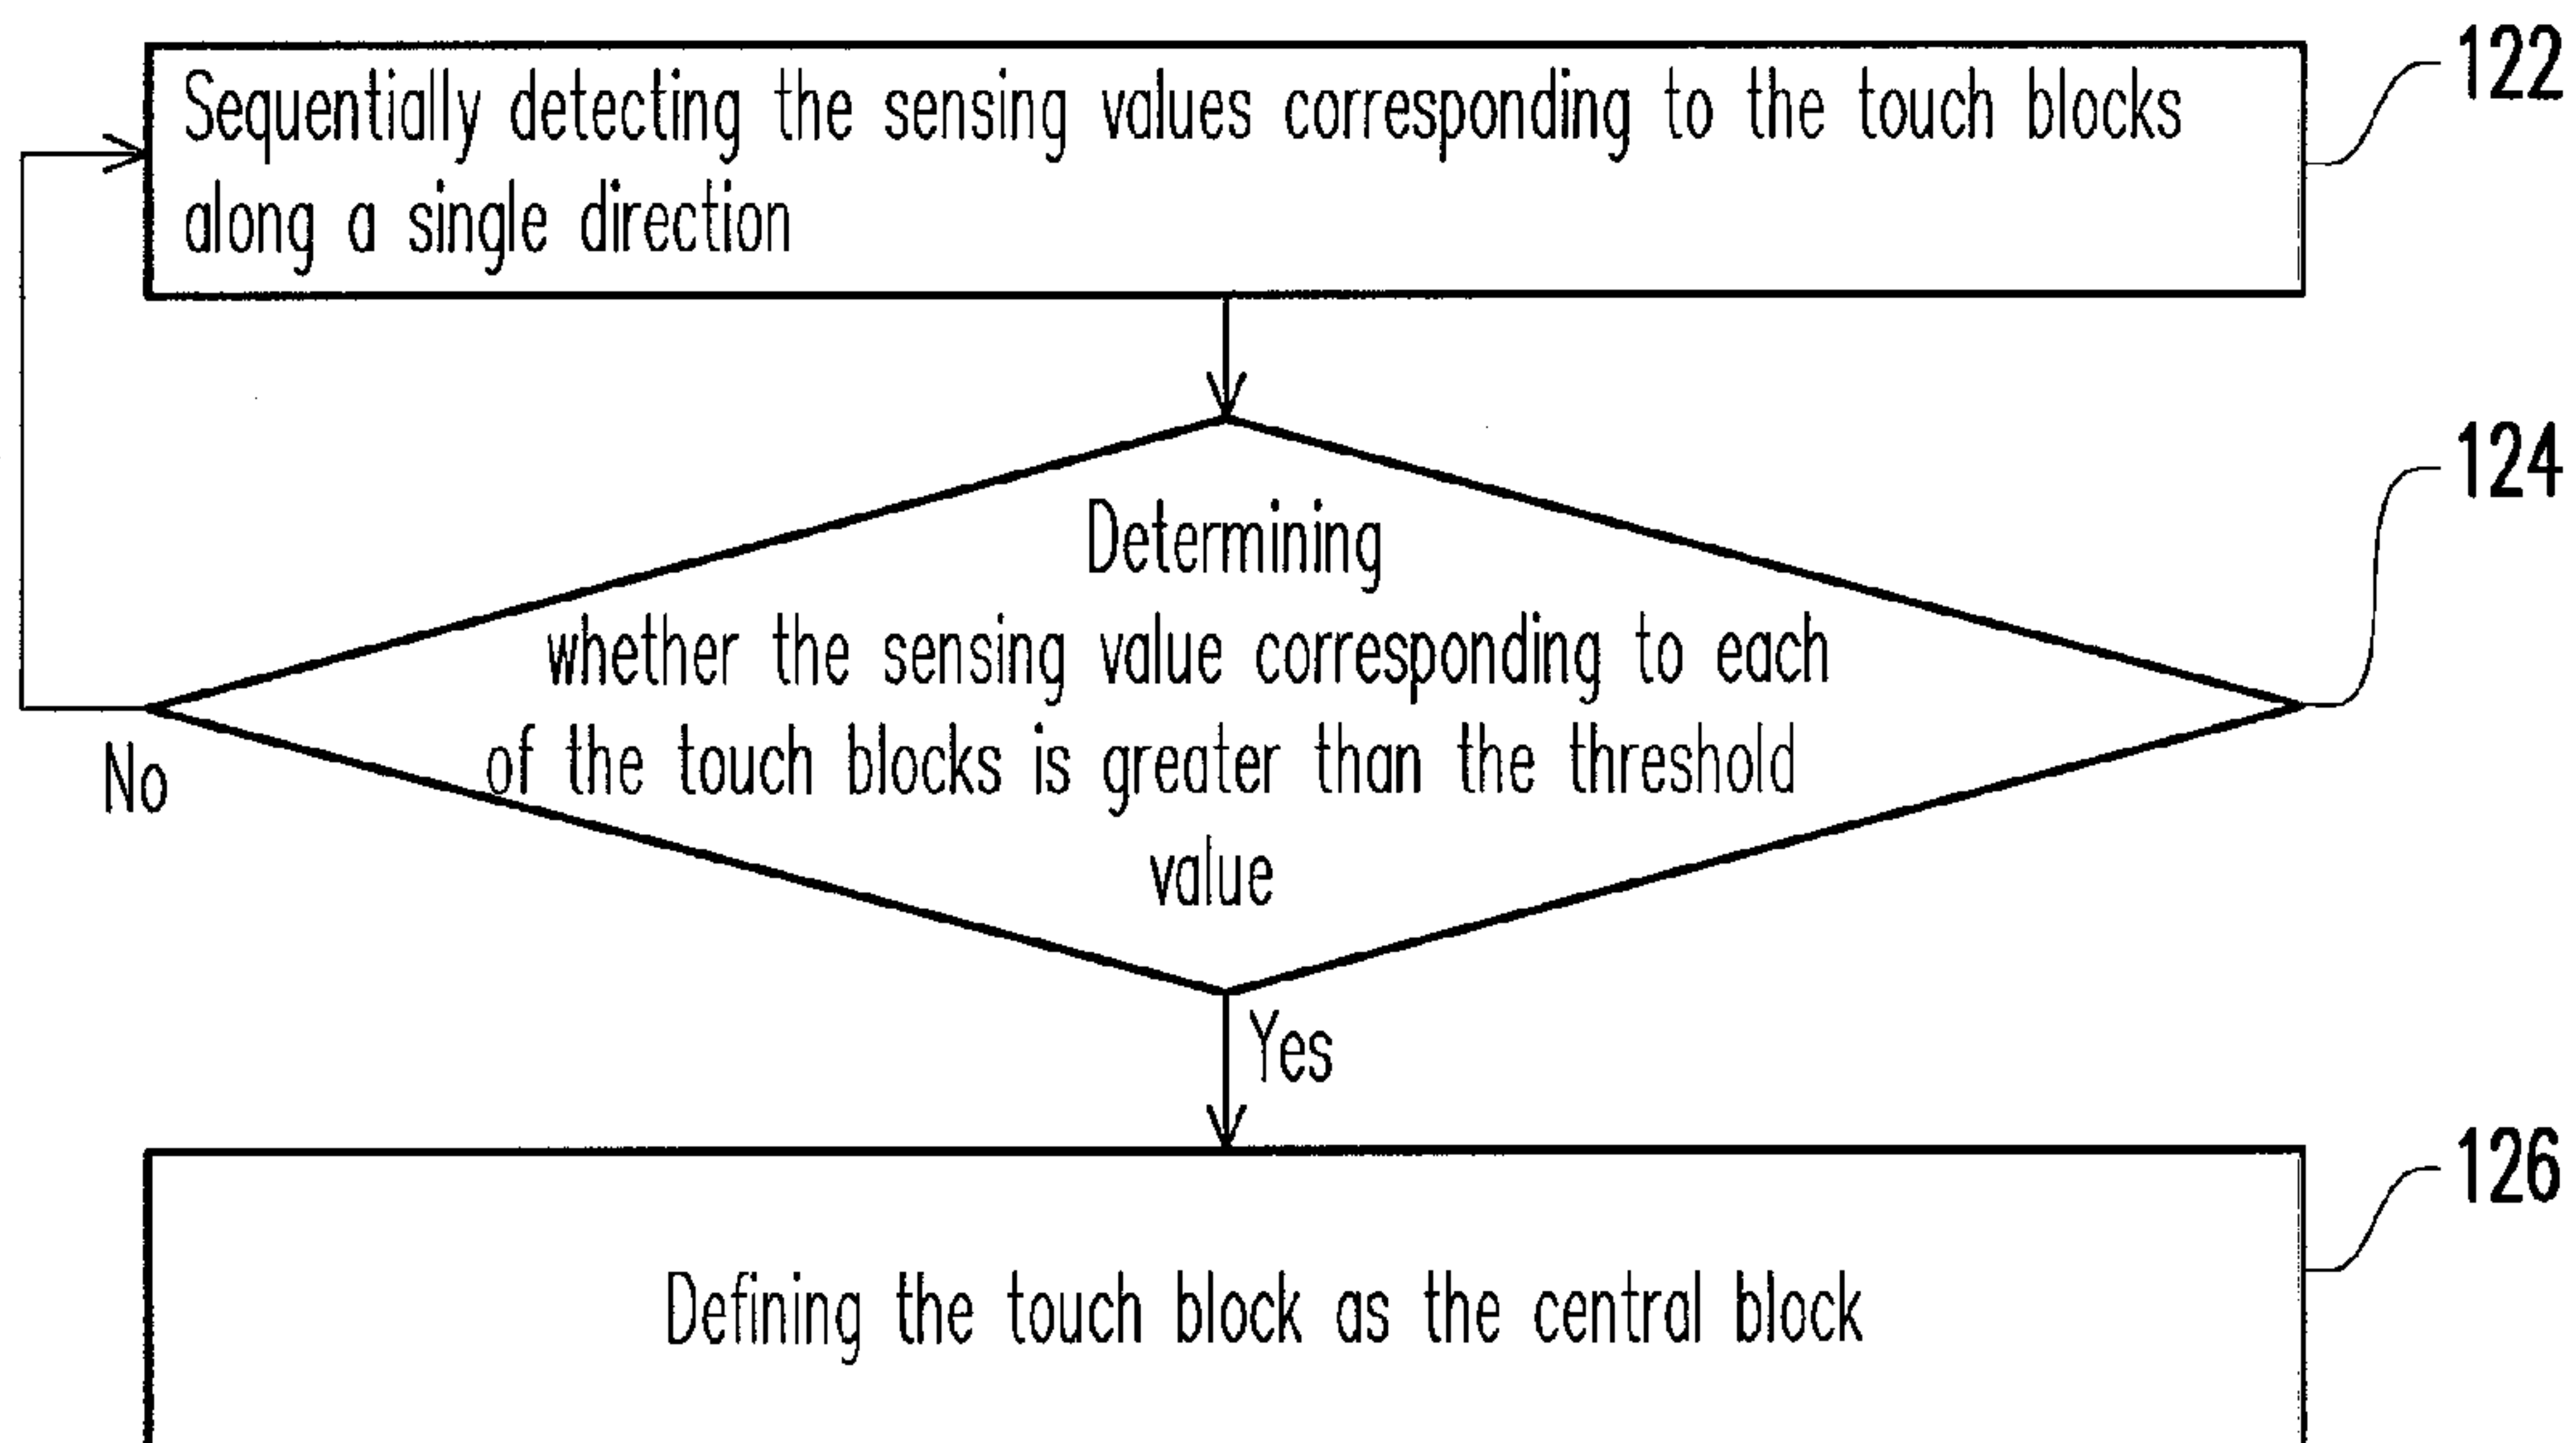 Sequentially detecting the sensing values corresponding to the touch blocks
along a single direction
122
Determining
whether the sensing value corresponding to each
of the touch blocks is greater than the threshold
value
124
No
Yes
Defining the touch block as the central block
126